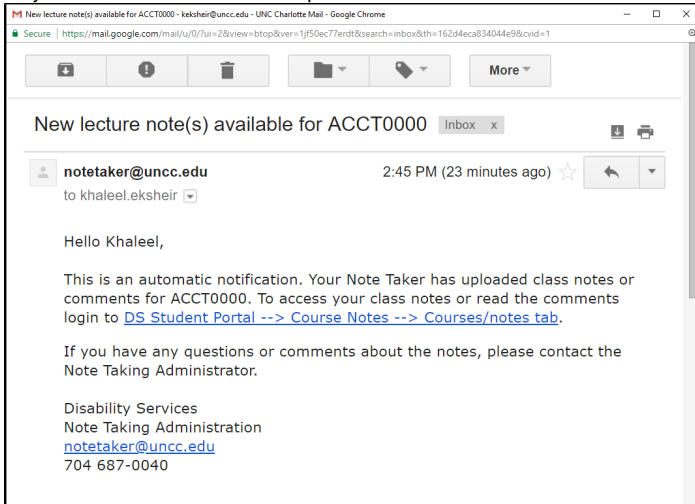 New lecture note(s) available for ACCT0000 - keksheir@uncc.edu - UNC Charlotte Mail - Google Chrome
Secure | https://mail.google.com/mail/u/0/?ui=2&view=btop&ver=1jf50ec77erdt&search=inbox&th=162d4eca834044e9&cvid=1
More
New lecture note(s) available for ACCT0000 Inbox x
notetaker@uncc.edu 2:45 PM (23 minutes ago)
to khaleel.eksheir
Hello Khaleel,
This is an automatic notification. Your Note Taker has uploaded class notes or
comments for ACCT0000. To access your class notes or read the comments
login to DS Student Portal --> Course Notes --> Courses/notes tab.
If you have any questions or comments about the notes, please contact the
Note Taking Administrator.
Disability Services
Note Taking Administration
notetaker@uncc.edu
704 687-0040